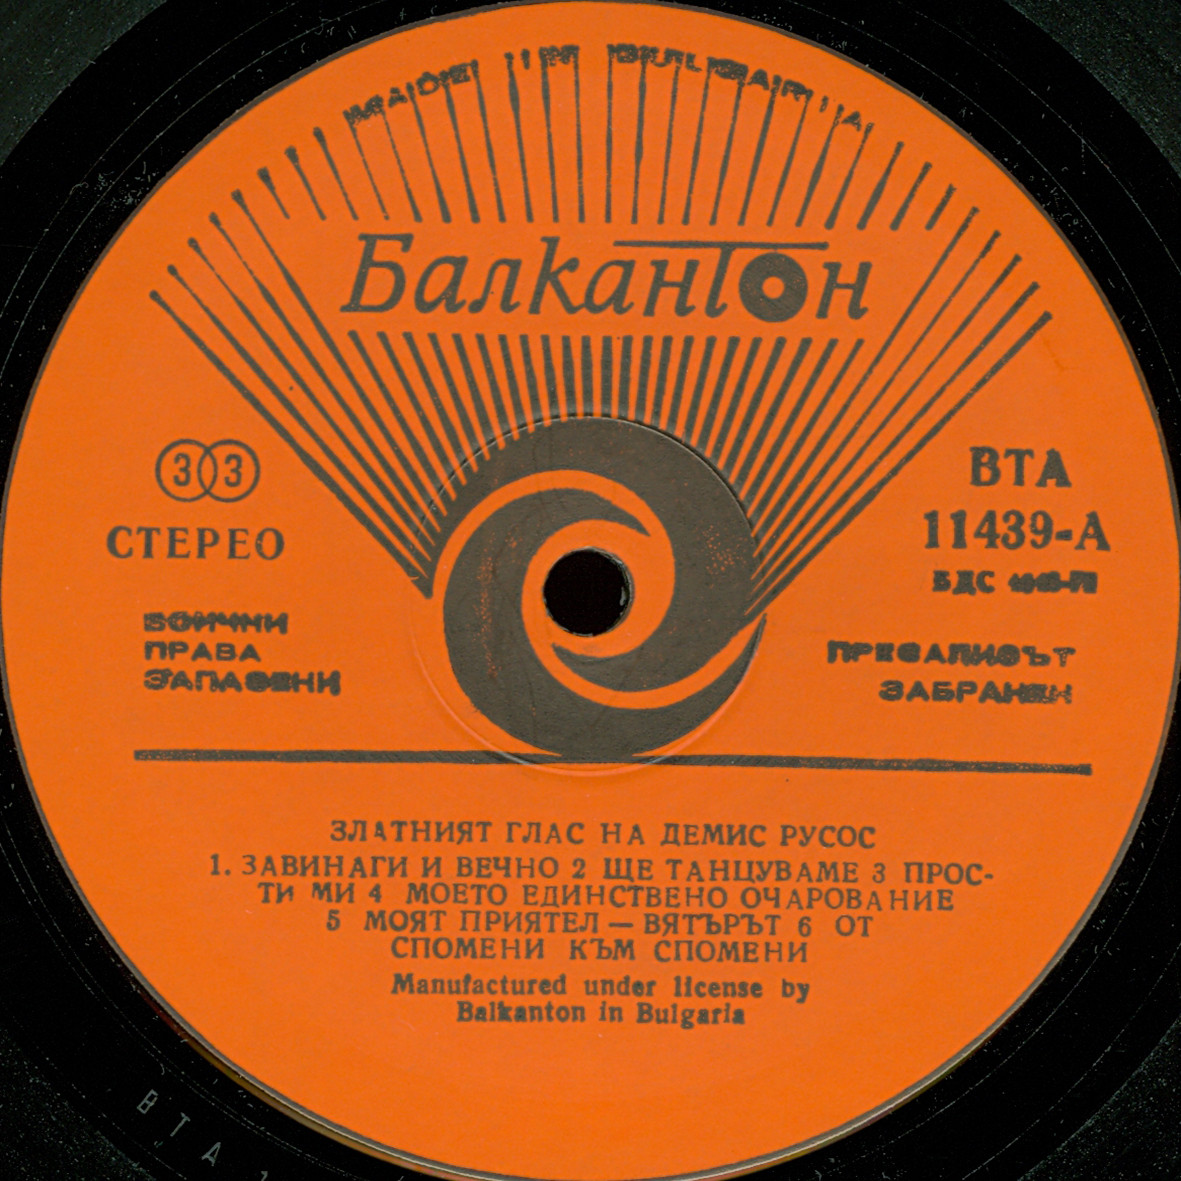 MADE IN BULGARIA
Балкантон
33
СТЕРЕО
ВТА
11439-А
БДС
ВСИЧКИ
ПРАВА
ЗАПАЗЕНИ
ПРЕЗАПИСЪТ
ЗАБРАНЕН
ЗЛАТНИЯТ ГЛАС НА ДЕМИС РУСОС
1. ЗАВИНАГИ И ВЕЧНО 2 ЩЕ ТАНЦУВАМЕ 3 ПРОС-
ТИ МИ 4 МОЕТО ЕДИНСТВЕНО ОЧАРОВАНИЕ
5 МОЯТ ПРИЯТЕЛ — ВЯТЪРЪТ 6 ОТ
СПОМЕНИ КЪМ СПОМЕНИ
Manufactured under license by
Balkanton in Bulgaria
ВТА